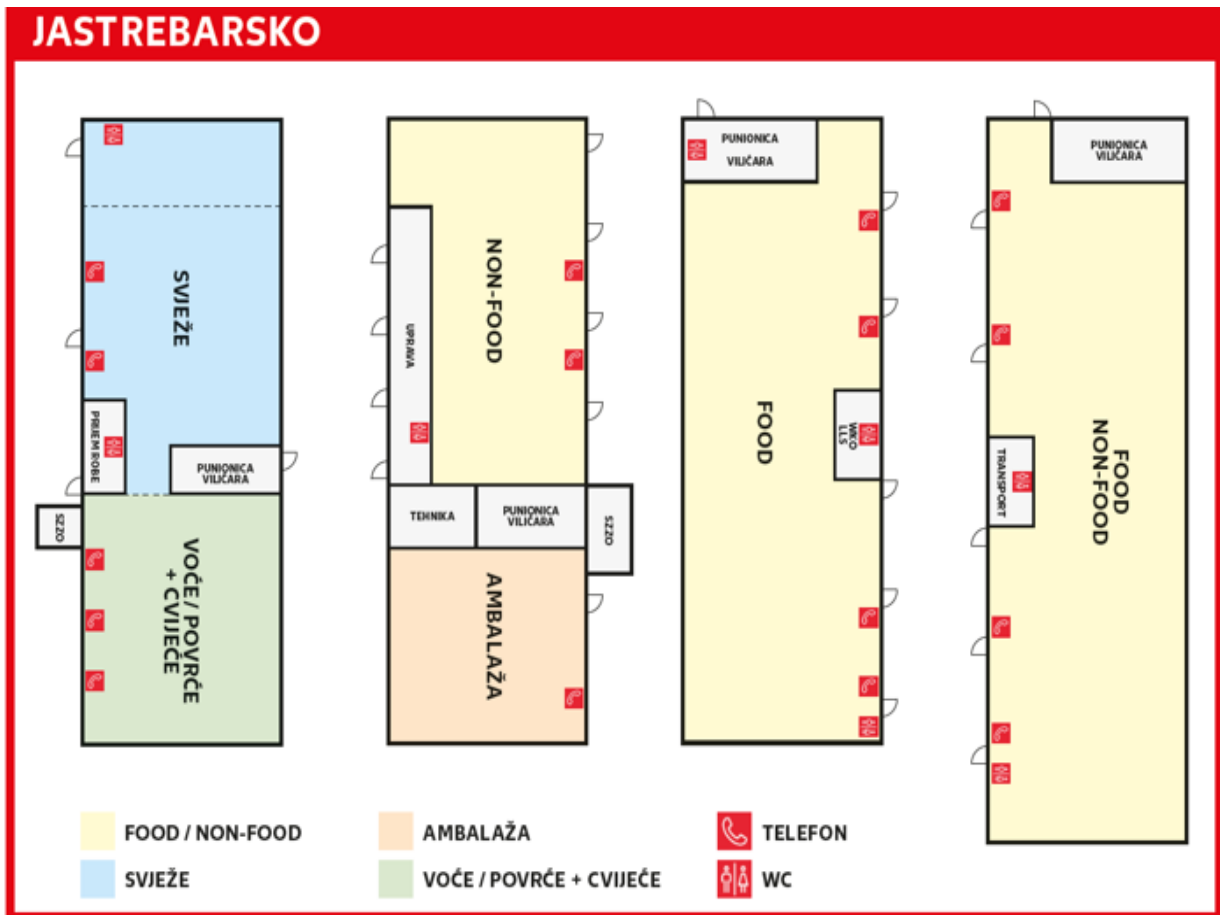 JASTREBARSKO
SVJEŽE
PRIJEM ROBE
PUNIONICA
VILIČARA
SZZO
VOĆE / POVRĆE
+ CVIJEĆE
NON-FOOD
UPRAVA
TEHNIKA
PUNIONICA
VILIČARA
SZZO
AMBALAŽA
PUNIONICA
VILIČARA
FOOD
WKO
LLS
PUNIONICA
VILIČARA
TRANSPORT
FOOD
NON-FOOD
FOOD / NON-FOOD
AMBALAŽA
TELEFON
SVJEŽE
VOĆE / POVRĆE + CVIJEĆE
WC